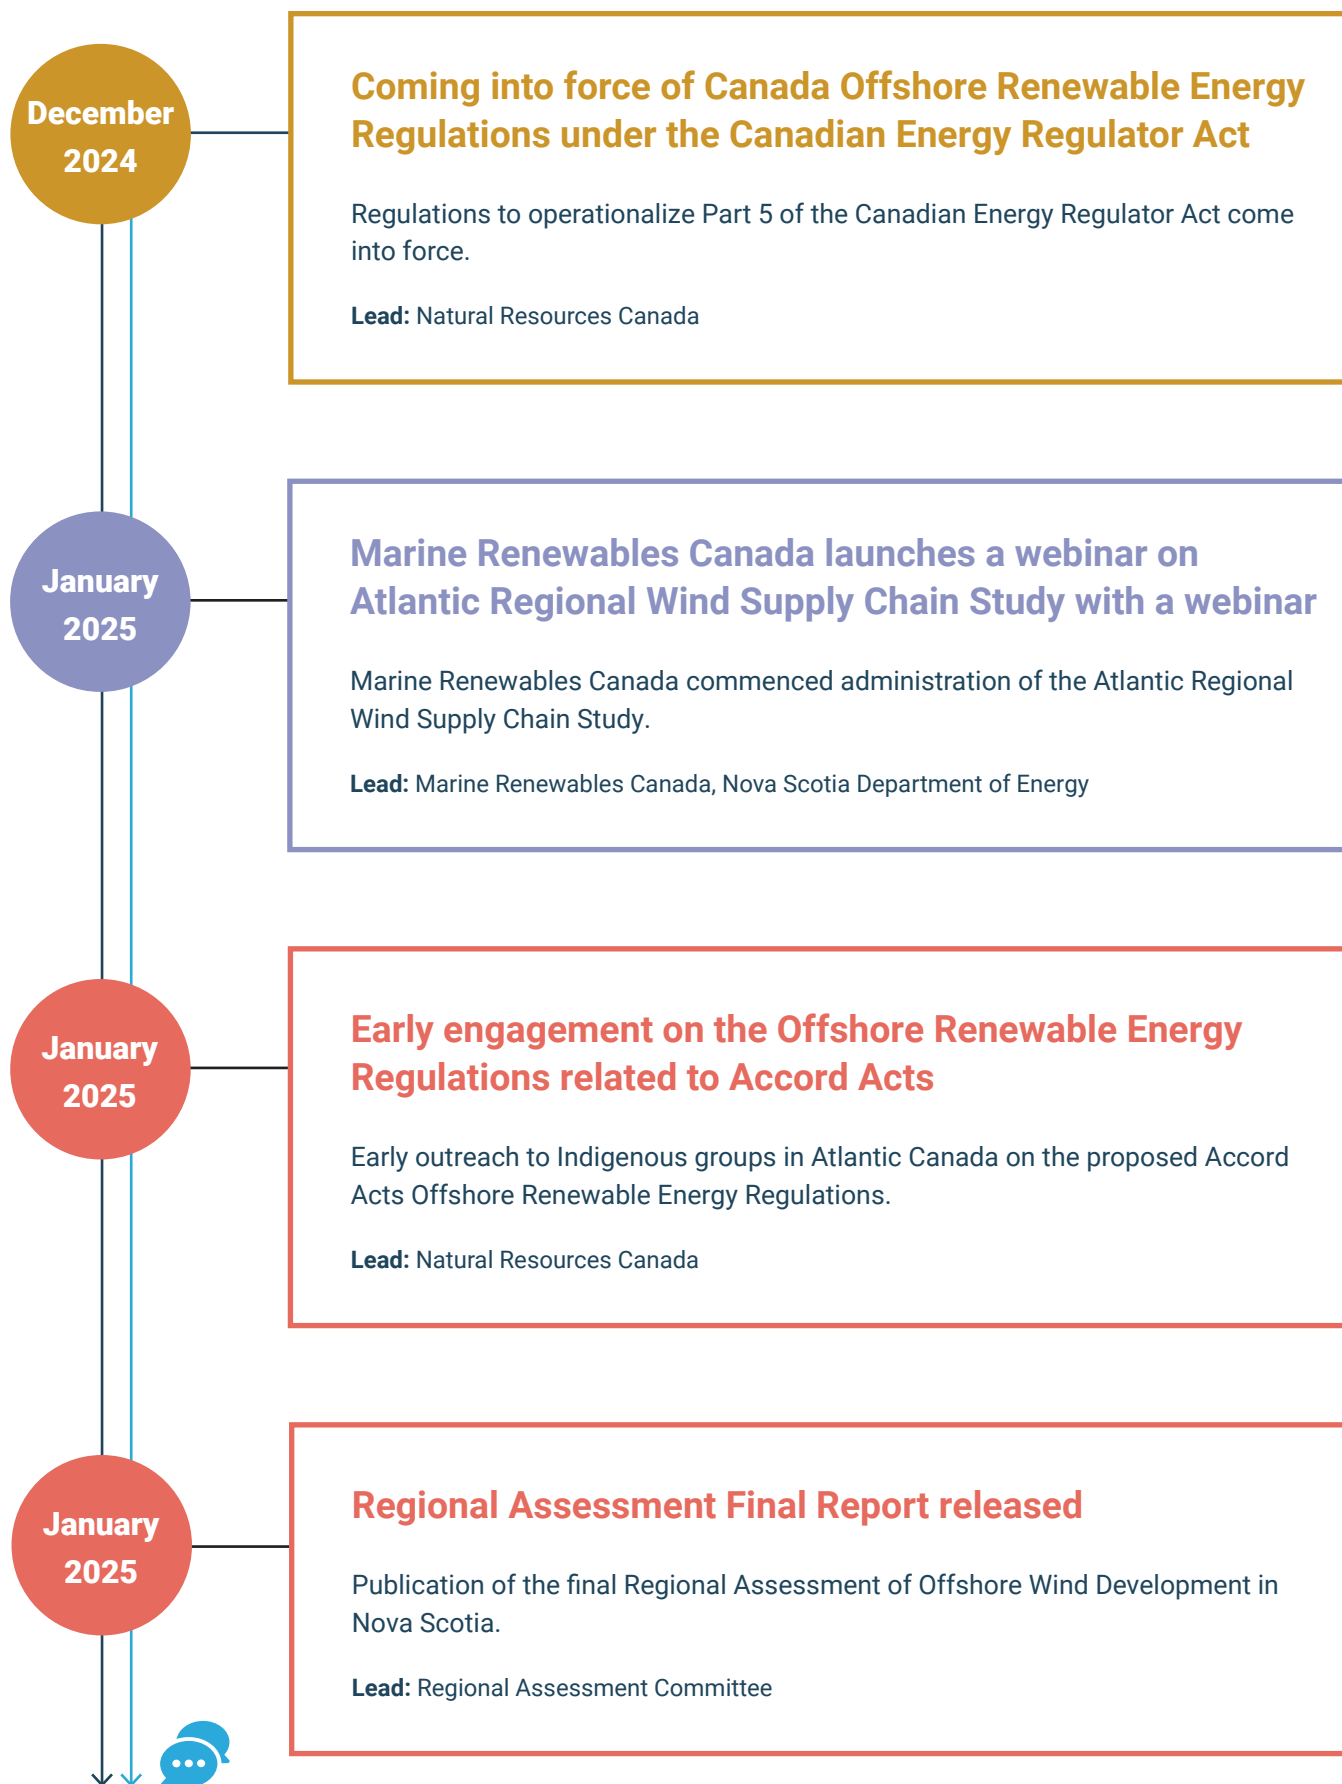 December
2024
Coming into force of Canada Offshore Renewable Energy
Regulations under the Canadian Energy Regulator Act
Regulations to operationalize Part 5 of the Canadian Energy Regulator Act come
into force.
Lead: Natural Resources Canada
January
2025
Marine Renewables Canada launches a webinar on
Atlantic Regional Wind Supply Chain Study with a webinar
Marine Renewables Canada commenced administration of the Atlantic Regional
Wind Supply Chain Study.
Lead: Marine Renewables Canada, Nova Scotia Department of Energy
January
2025
Early engagement on the Offshore Renewable Energy
Regulations related to Accord Acts
Early outreach to Indigenous groups in Atlantic Canada on the proposed Accord
Acts Offshore Renewable Energy Regulations.
Lead: Natural Resources Canada
January
2025
Regional Assessment Final Report released
Publication of the final Regional Assessment of Offshore Wind Development in
Nova Scotia.
Lead: Regional Assessment Committee